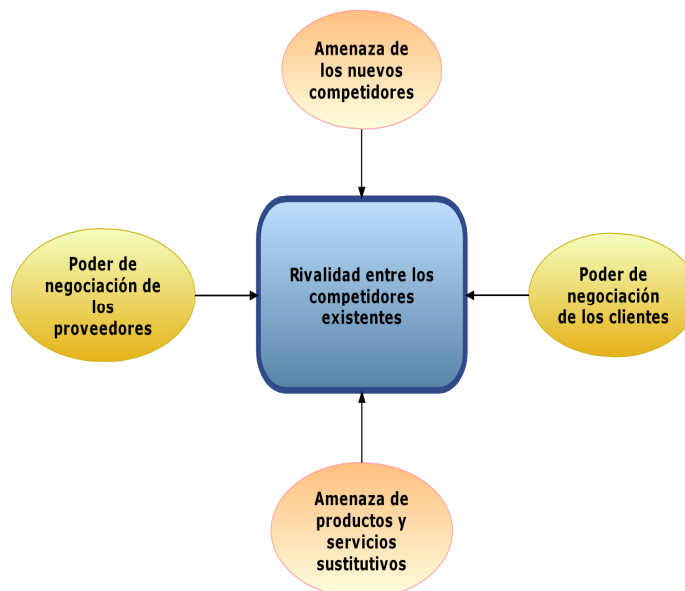 Amenaza de
los nuevos
competidores
Poder de
negociación de
los
proveedores
Rivalidad entre los
competidores
existentes
Poder de
negociación
de los clientes
Amenaza de
productos y
servicios
sustitutivos